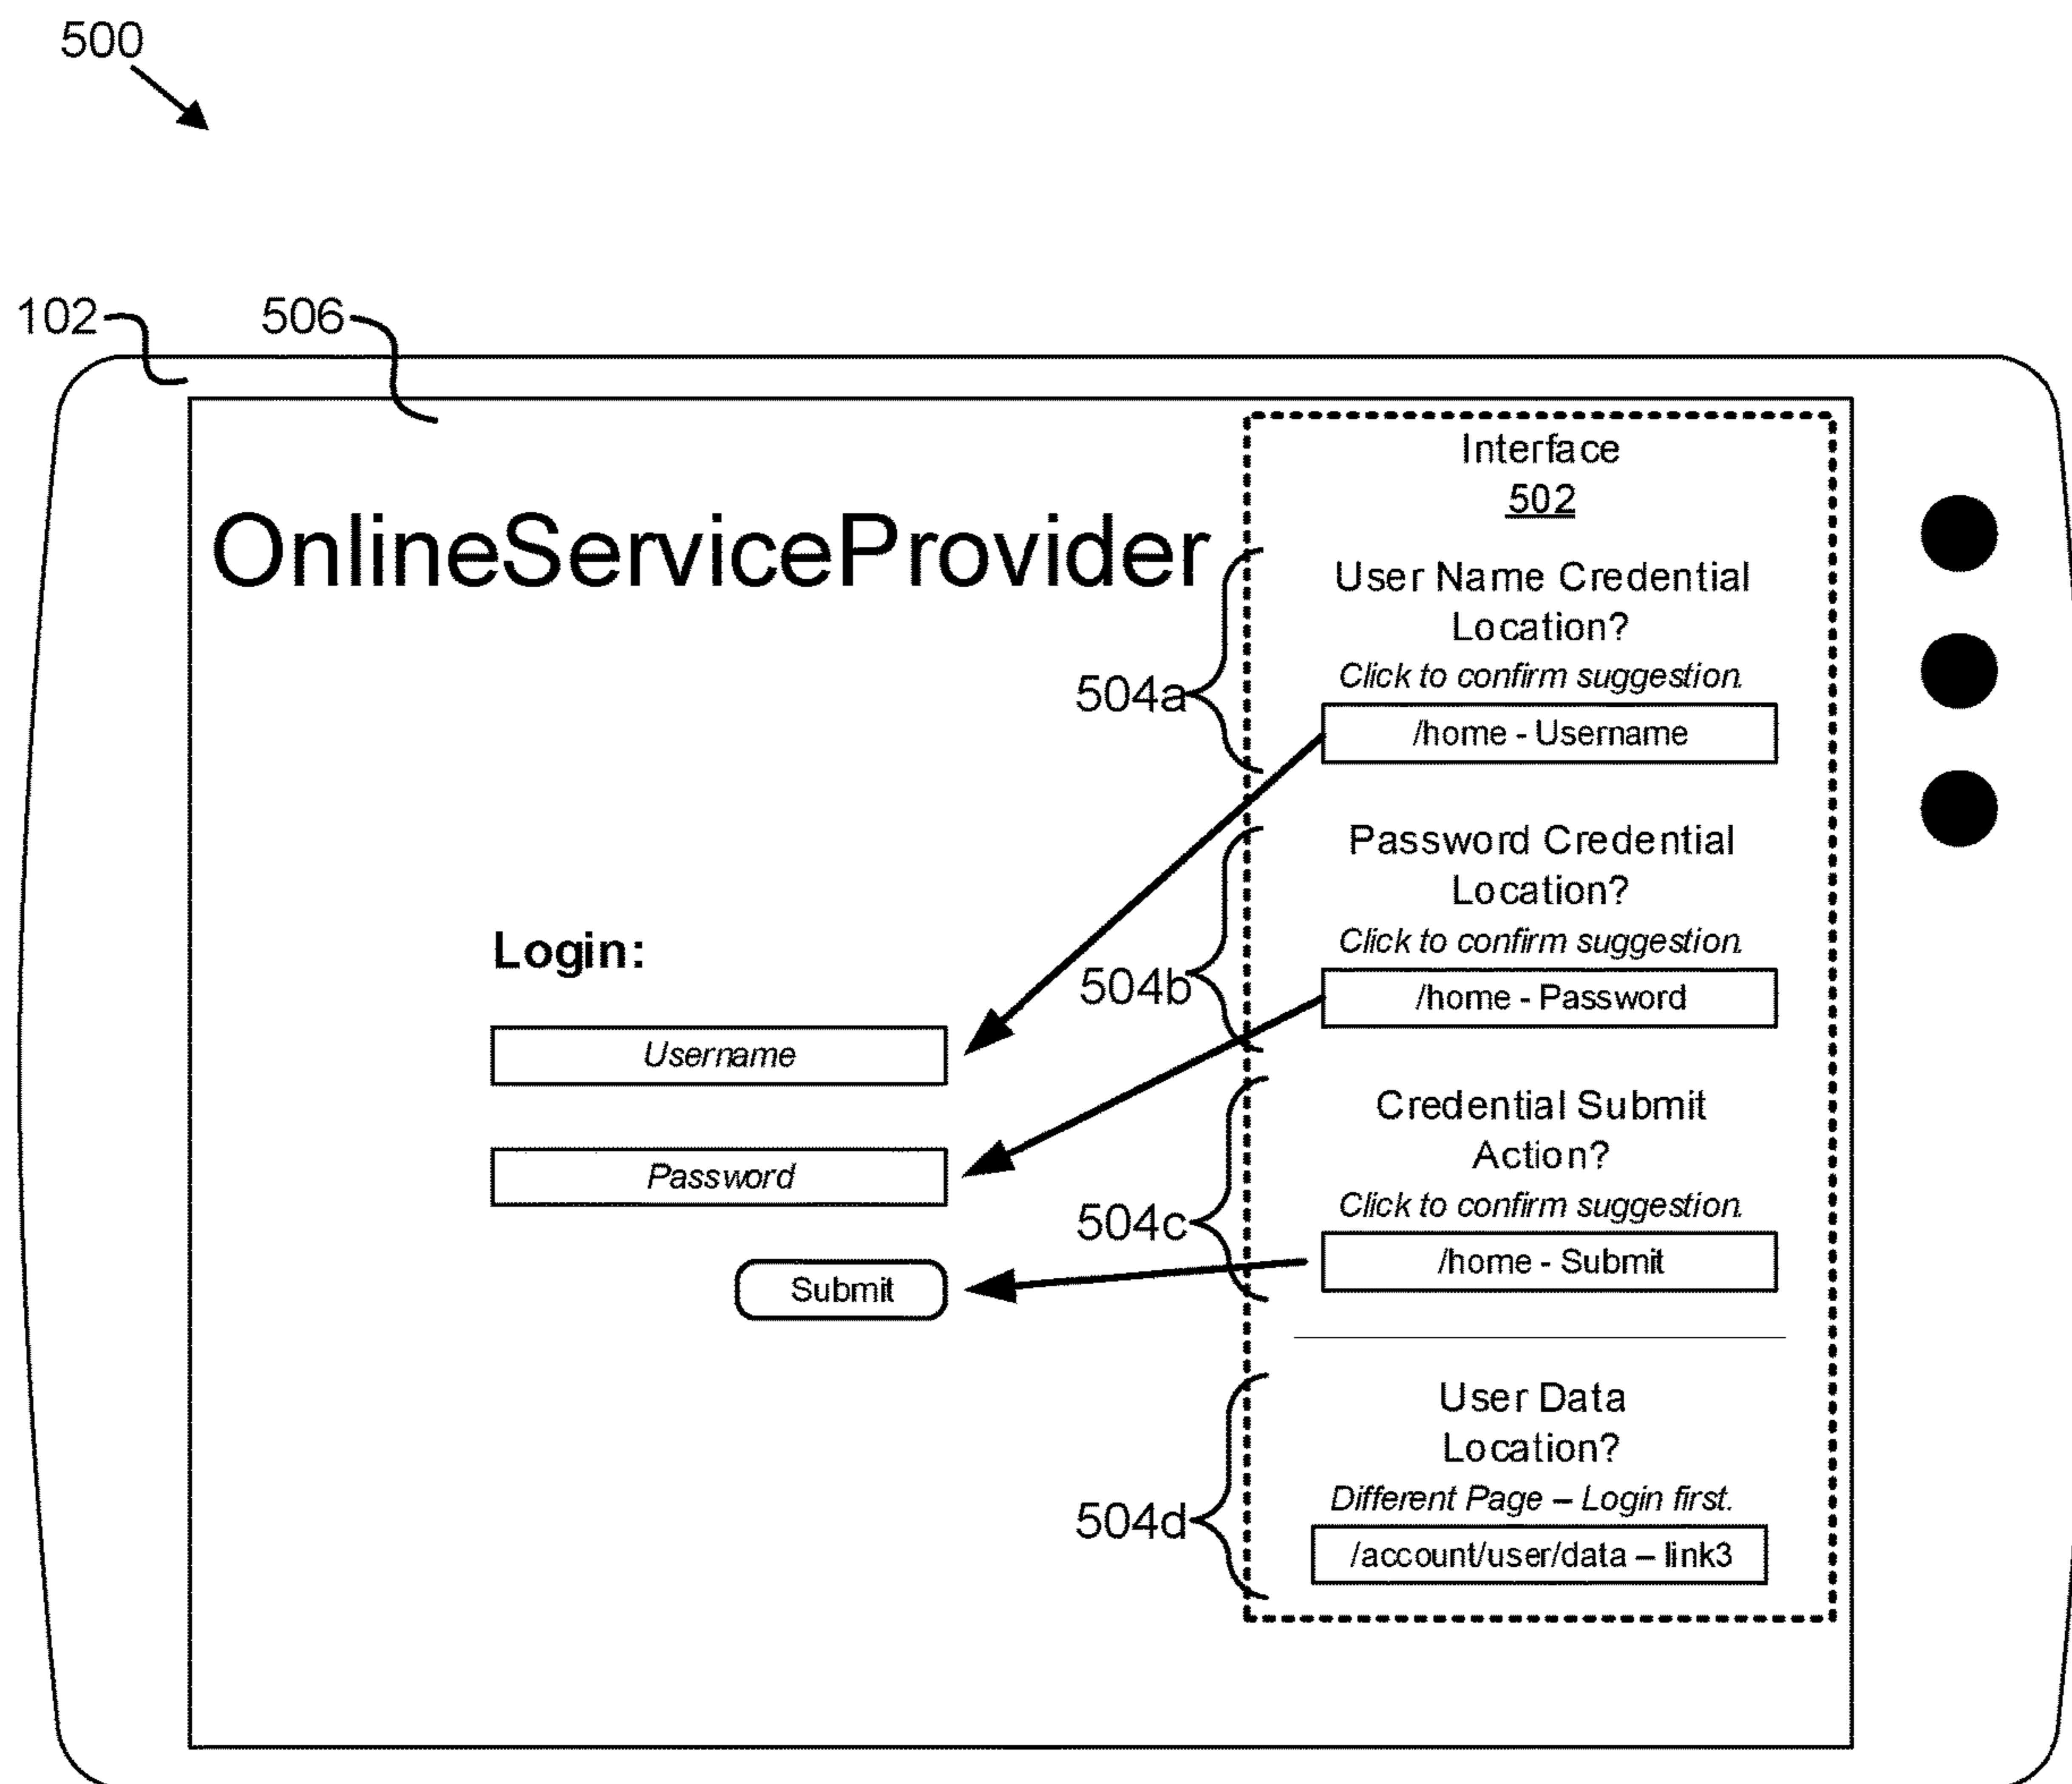 500
102
506
OnlineServiceProvider
Login:
Username
Password
Submit
Interface
502
504a
User Name Credential
Location?
Click to confirm suggestion.
/home - Username
504b
Password Credential
Location?
Click to confirm suggestion.
/home - Password
504c
Credential Submit
Action?
Click to confirm suggestion.
/home - Submit
504d
User Data
Location?
Different Page – Login first.
/account/user/data – link3